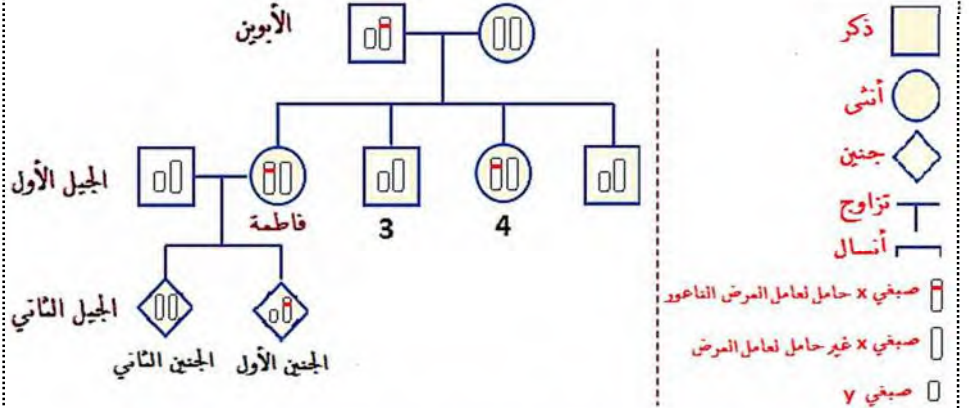 الأبوين
الجيل الأول
فاطمة
3
4
الجيل الثاني
الجنين الثاني
الجنين الأول
ذكر
أنثى
جنين
تزاوج
أنسال
صبغي x حامل لعامل المرض الناعور
صبغي x غير حامل لعامل المرض
صبغي y